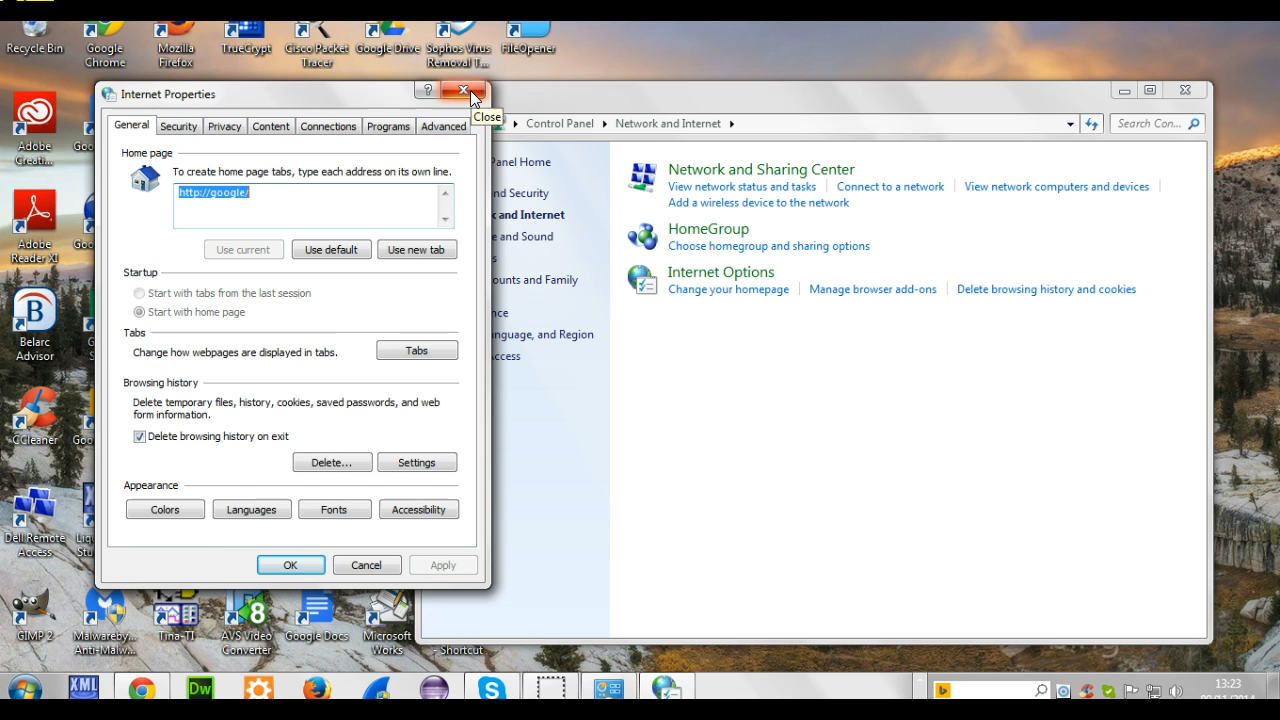 Recycle Bin
Google Chrome
Mozilla Firefox
TrueCrypt
Cisco Packet Tracer
Google Drive
Sophos Virus Removal T...
FileOpener
Internet Properties
?
Close
General
Security
Privacy
Content
Connections
Programs
Advanced
Home page
To create home page tabs, type each address on its own line.
http://google/
Use current
Use default
Use new tab
Startup
Start with tabs from the last session
Start with home page
Tabs
Change how webpages are displayed in tabs.
Tabs
Browsing history
Delete temporary files, history, cookies, saved passwords, and web
form information.
Delete browsing history on exit
Delete...
Settings
Appearance
Colors
Languages
Fonts
Accessibility
OK
Cancel
Apply
Control Panel
Network and Internet
Search Con...
Panel Home
nd Security
k and Internet
e and Sound
s
ounts and Family
nce
nguage, and Region
Access
Network and Sharing Center
View network status and tasks
Connect to a network
View network computers and devices
Add a wireless device to the network
HomeGroup
Choose homegroup and sharing options
Internet Options
Change your homepage
Manage browser add-ons
Delete browsing history and cookies
Adobe Creati...
Goo
Adobe Reader XI
Goo
Belarc Advisor
CCleaner
Goo
Dell Remote Access
XM
Liqu
Stu
GIMP 2
Malwareby... Anti-Malw...
Tina-TI
AVS Video Converter
8
Google Docs
Microsoft Works
- Shortcut
XML
Dw
13:23